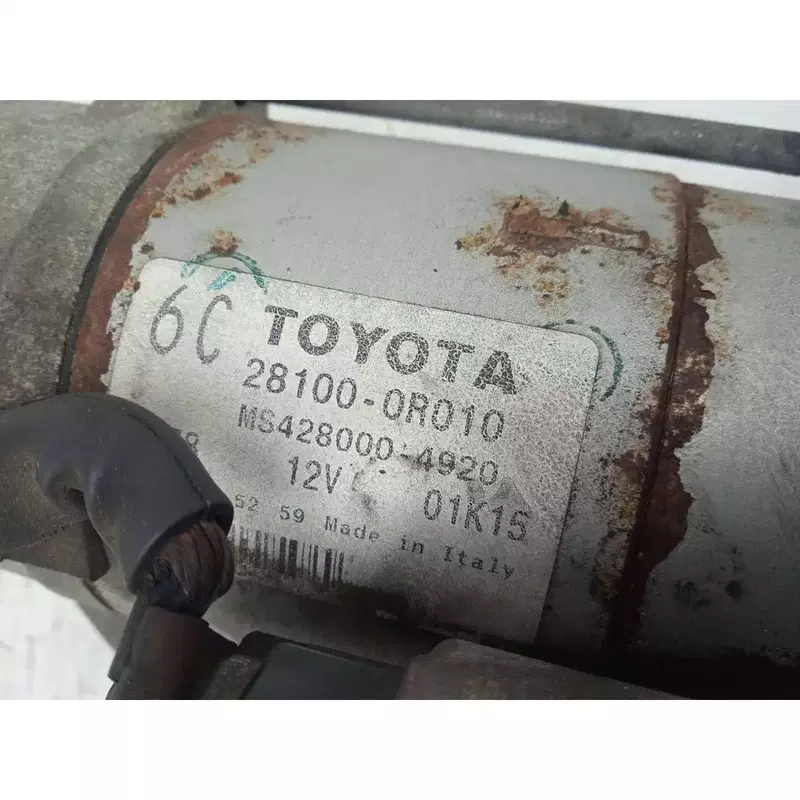 6C TOYOTA
28100-0R010
MS428000-4920
12V 01K15
52 59 Made in Italy